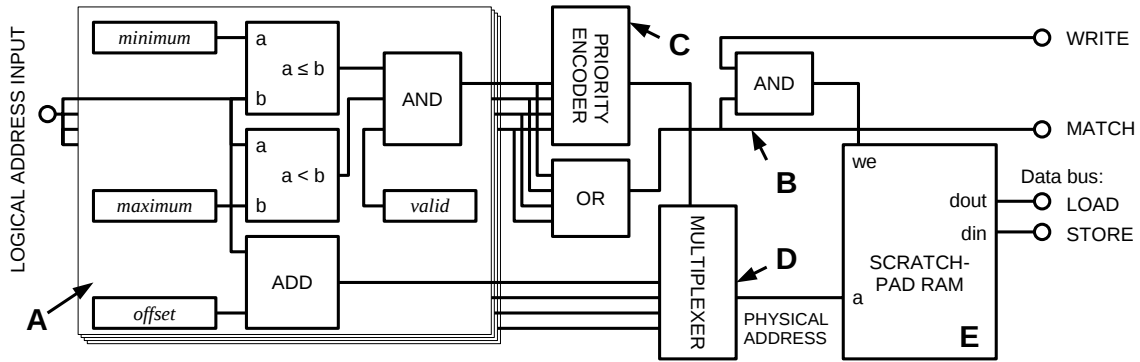 LOGICAL ADDRESS INPUT
minimum
a
a ≤ b
b
a
a < b
b
maximum
AND
valid
ADD
offset
A
PRIORITY
ENCODER
C
OR
MULTIPLEXER
D
AND
B
WRITE
MATCH
we
Data bus:
dout
LOAD
din
STORE
SCRATCH-
PAD RAM
a
E
PHYSICAL
ADDRESS